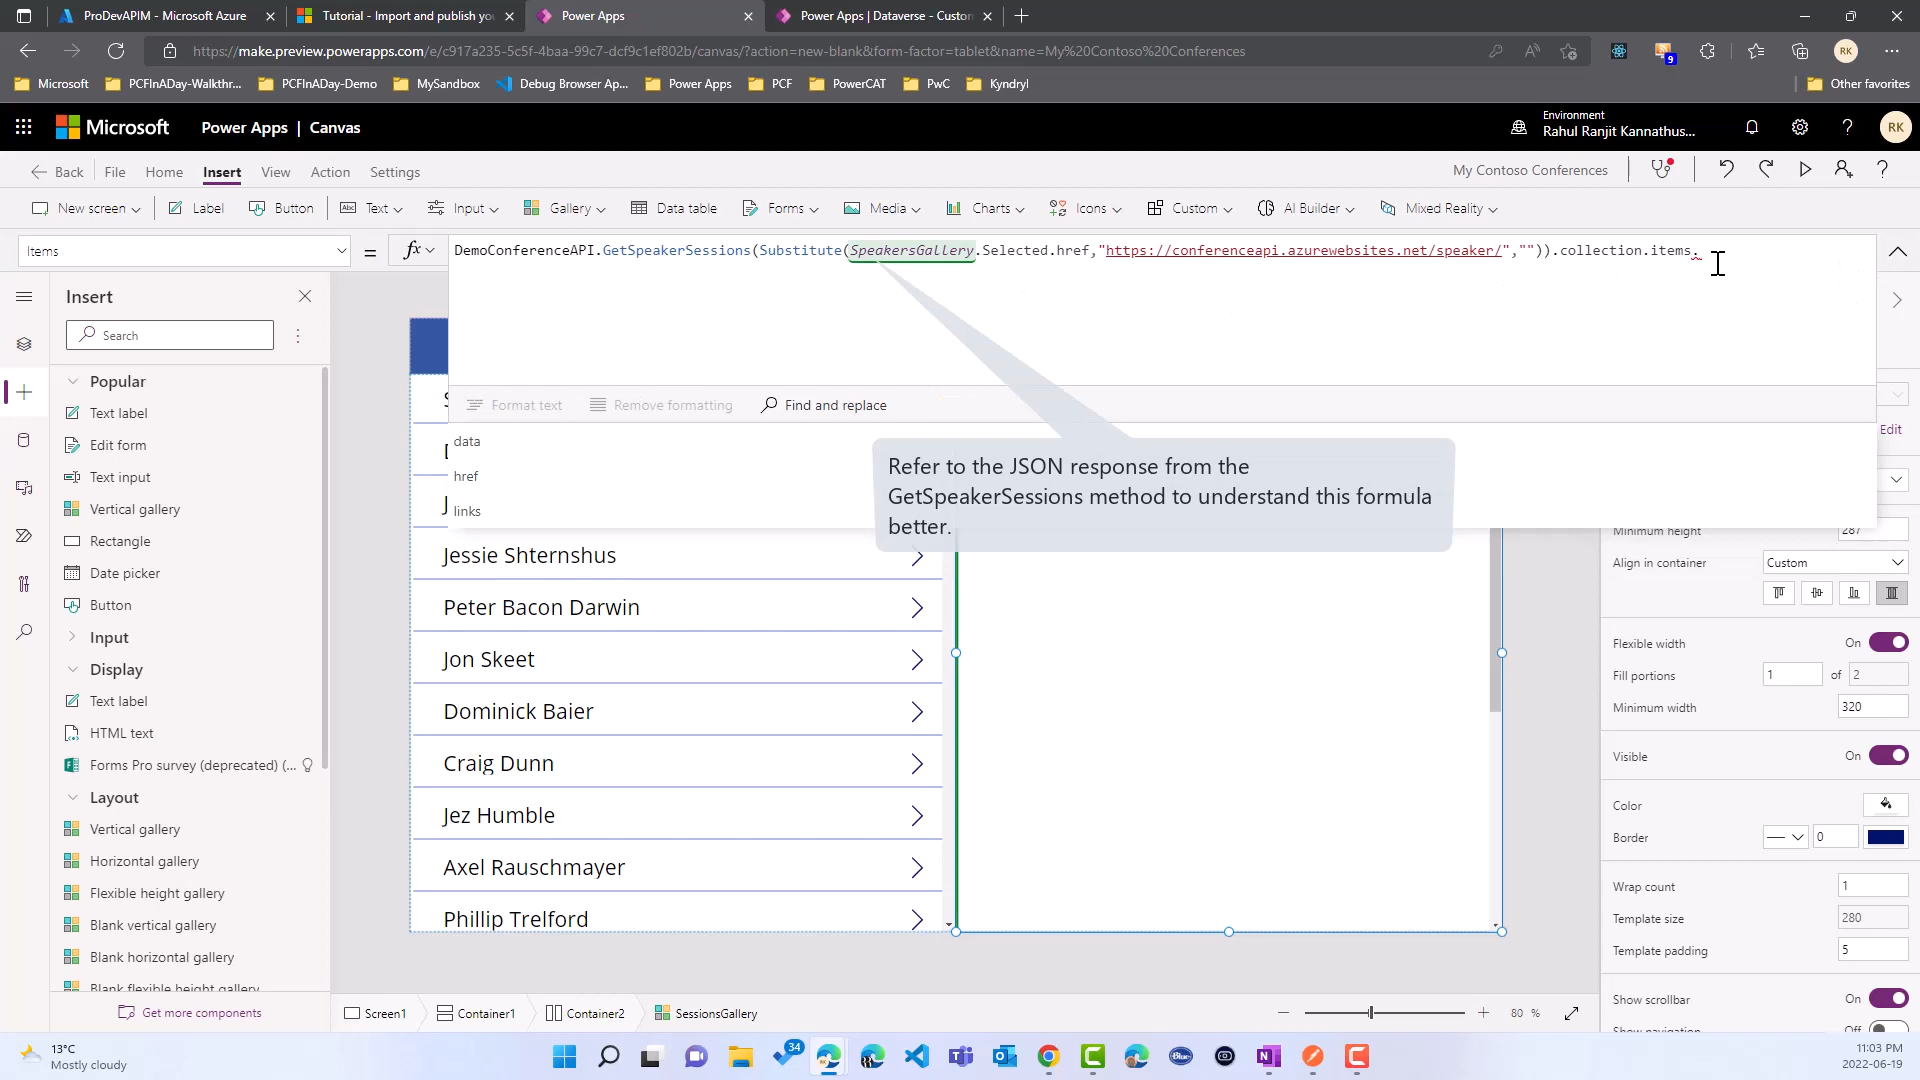 ProDevAPIM - Microsoft Azure
Tutorial - Import and publish yo
Power Apps
Power Apps | Dataverse - Custom
https://make.preview.powerapps.com/e/c917a235-5c5f-4baa-99c7-dcf9c1ef802b/canvas/?action=new-blank&form-factor=tablet&name=My%20Contoso%20Conferences
9
RK
Microsoft
PCFInADay-Walkthr...
PCFInADay-Demo
MySandbox
Debug Browser Ap...
Power Apps
PCF
PowerCAT
PwC
Kyndryl
Other favorites
Microsoft
Power Apps | Canvas
Environment
Rahul Ranjit Kannathus...
RK
Back
File
Home
Insert
View
Action
Settings
My Contoso Conferences
New screen
Label
Button
Text
Input
Gallery
Data table
Forms
Media
Charts
Icons
Custom
AI Builder
Mixed Reality
Items
=
fx
DemoConferenceAPI.GetSpeakerSessions(Substitute(SpeakersGallery.Selected.href,"https://conferenceapi.azurewebsites.net/speaker/","")).collection.items.
Format text
Remove formatting
Find and replace
data
href
links
Refer to the JSON response from the
GetSpeakerSessions method to understand this formula
better.
Insert
Search
Popular
Text label
Edit form
Text input
Vertical gallery
Rectangle
Date picker
Button
Input
Display
Text label
HTML text
Forms Pro survey (deprecated) (...
Layout
Vertical gallery
Horizontal gallery
Flexible height gallery
Blank vertical gallery
Blank horizontal gallery
Blank flexible height gallery
Get more components
Jessie Shternshus
Peter Bacon Darwin
Jon Skeet
Dominick Baier
Craig Dunn
Jez Humble
Axel Rauschmayer
Phillip Trelford
Edit
Minimum height
287
Align in container
Custom
Flexible width
On
Fill portions
1
of
2
Minimum width
320
Visible
On
Color
Border
0
Wrap count
1
Template size
280
Template padding
5
Show scrollbar
On
Show navigation
Off
Screen1
Container1
Container2
SessionsGallery
80 %
13°C
Mostly cloudy
34
11:03 PM
2022-06-19